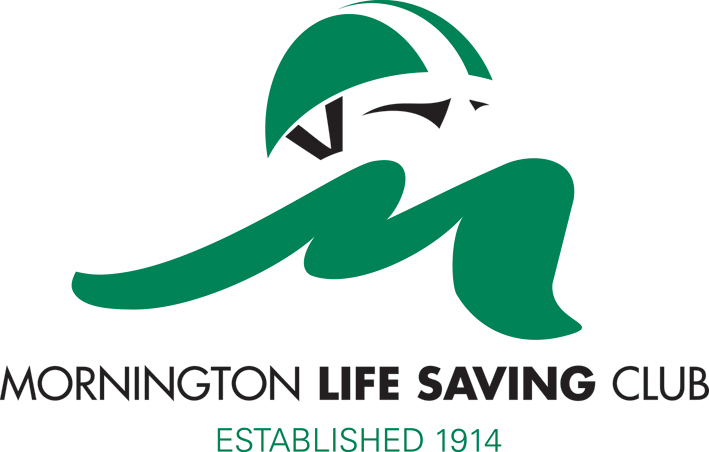 MORNINGTON LIFE SAVING CLUB
ESTABLISHED 1914